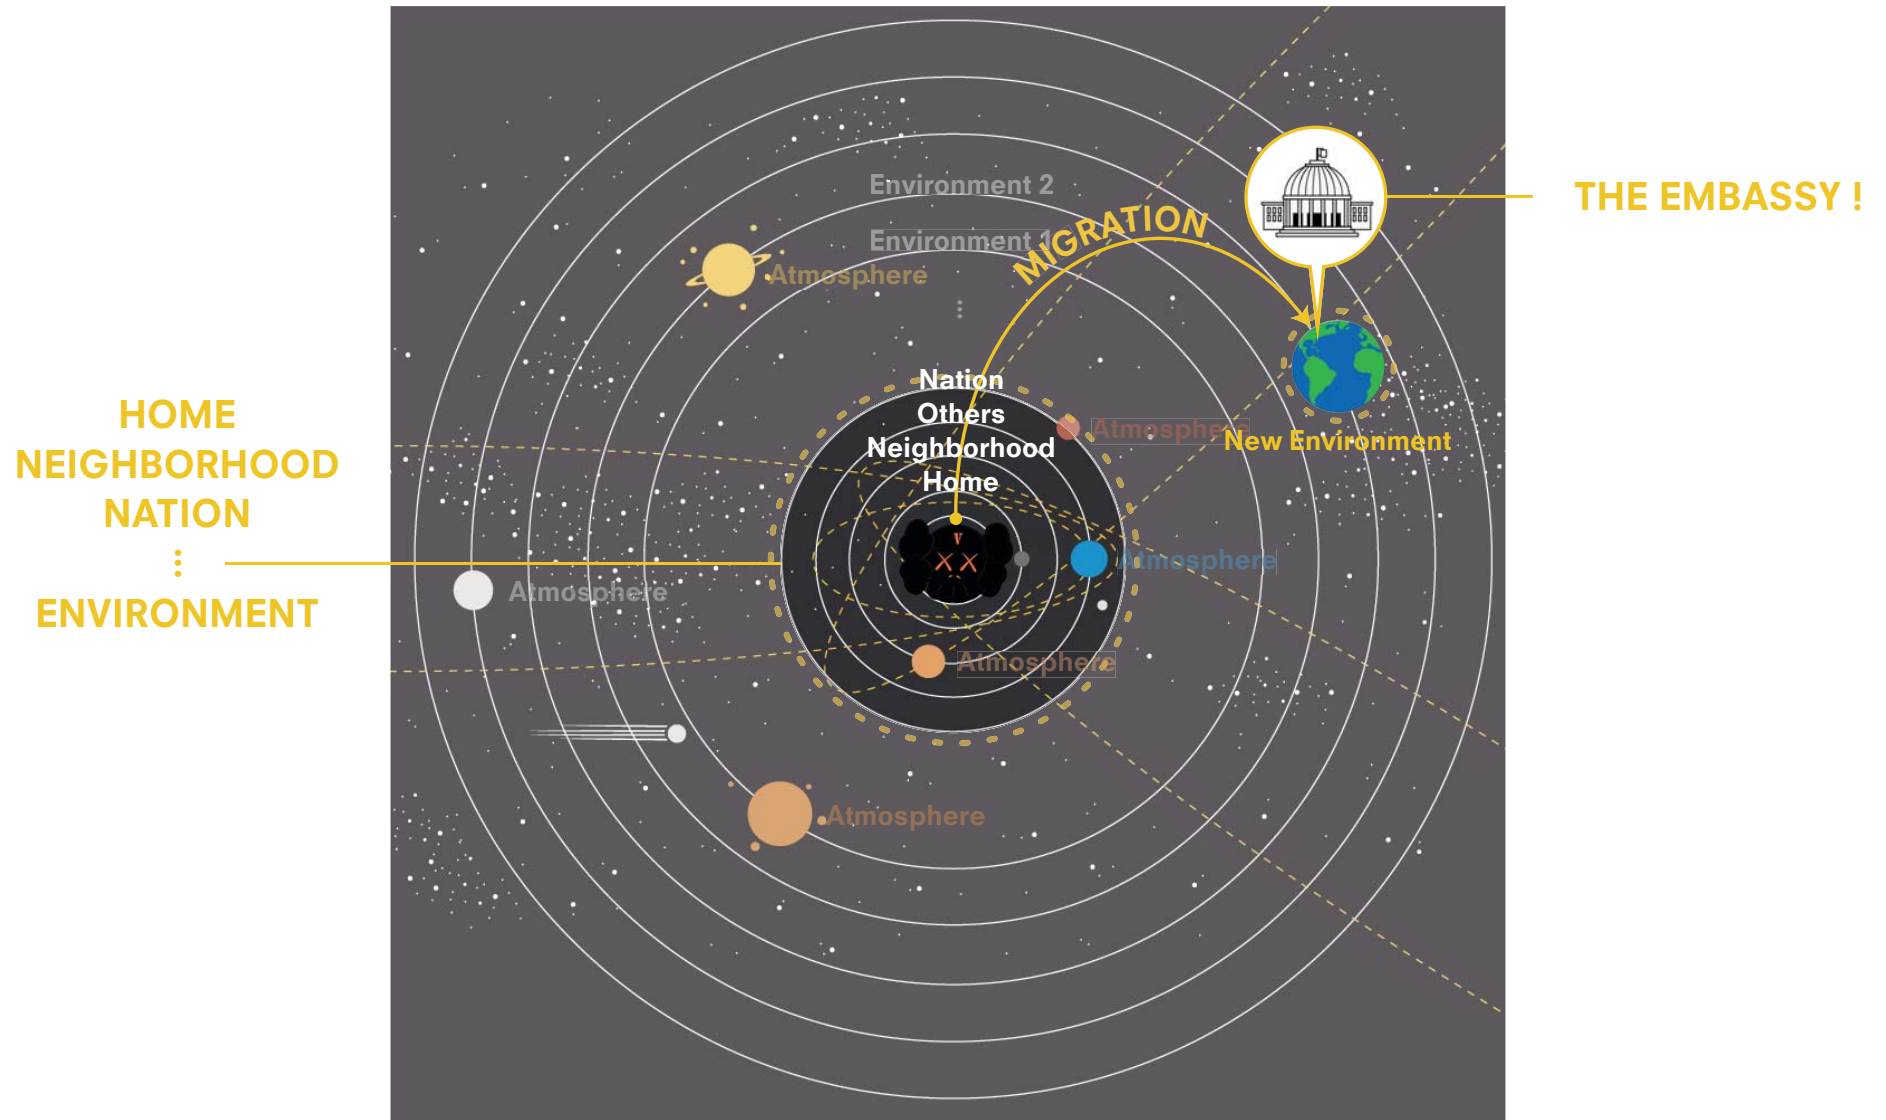 Environment 2
THE EMBASSY !
MIGRATION
Environment 1
Atmosphere
Nation
Others
Neighborhood
Home
Atmosphere
New Environment
HOME
NEIGHBORHOOD
NATION
ENVIRONMENT
V
Atmosphere
Atmosphere
Atmosphere
Atmosphere